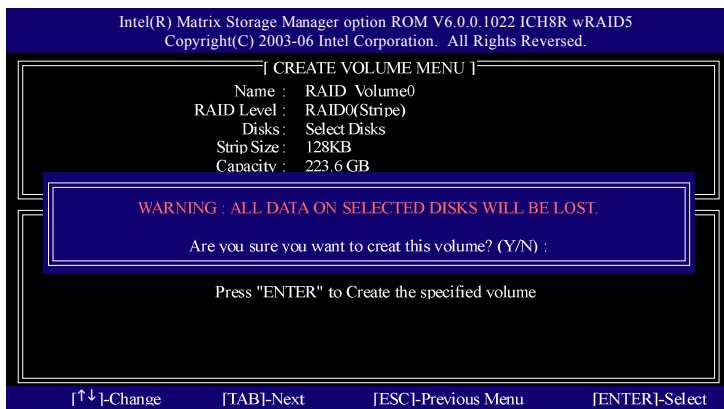 Intel(R) Matrix Storage Manager option ROM V6.0.0.1022 ICH8R wRAID5
Copyright(C) 2003-06 Intel Corporation. All Rights Reversed.
[ CREATE VOLUME MENU ]
Name : RAID_Volume0
RAID Level : RAID0(Stripe)
Disks : Select Disks
Strip Size : 128KB
Capacity : 223.6 GB
WARNING : ALL DATA ON SELECTED DISKS WILL BE LOST.
Are you sure you want to creat this volume? (Y/N) :
Press "ENTER" to Create the specified volume
[↑↓]-Change [TAB]-Next [ESC]-Previous Menu [ENTER]-Select